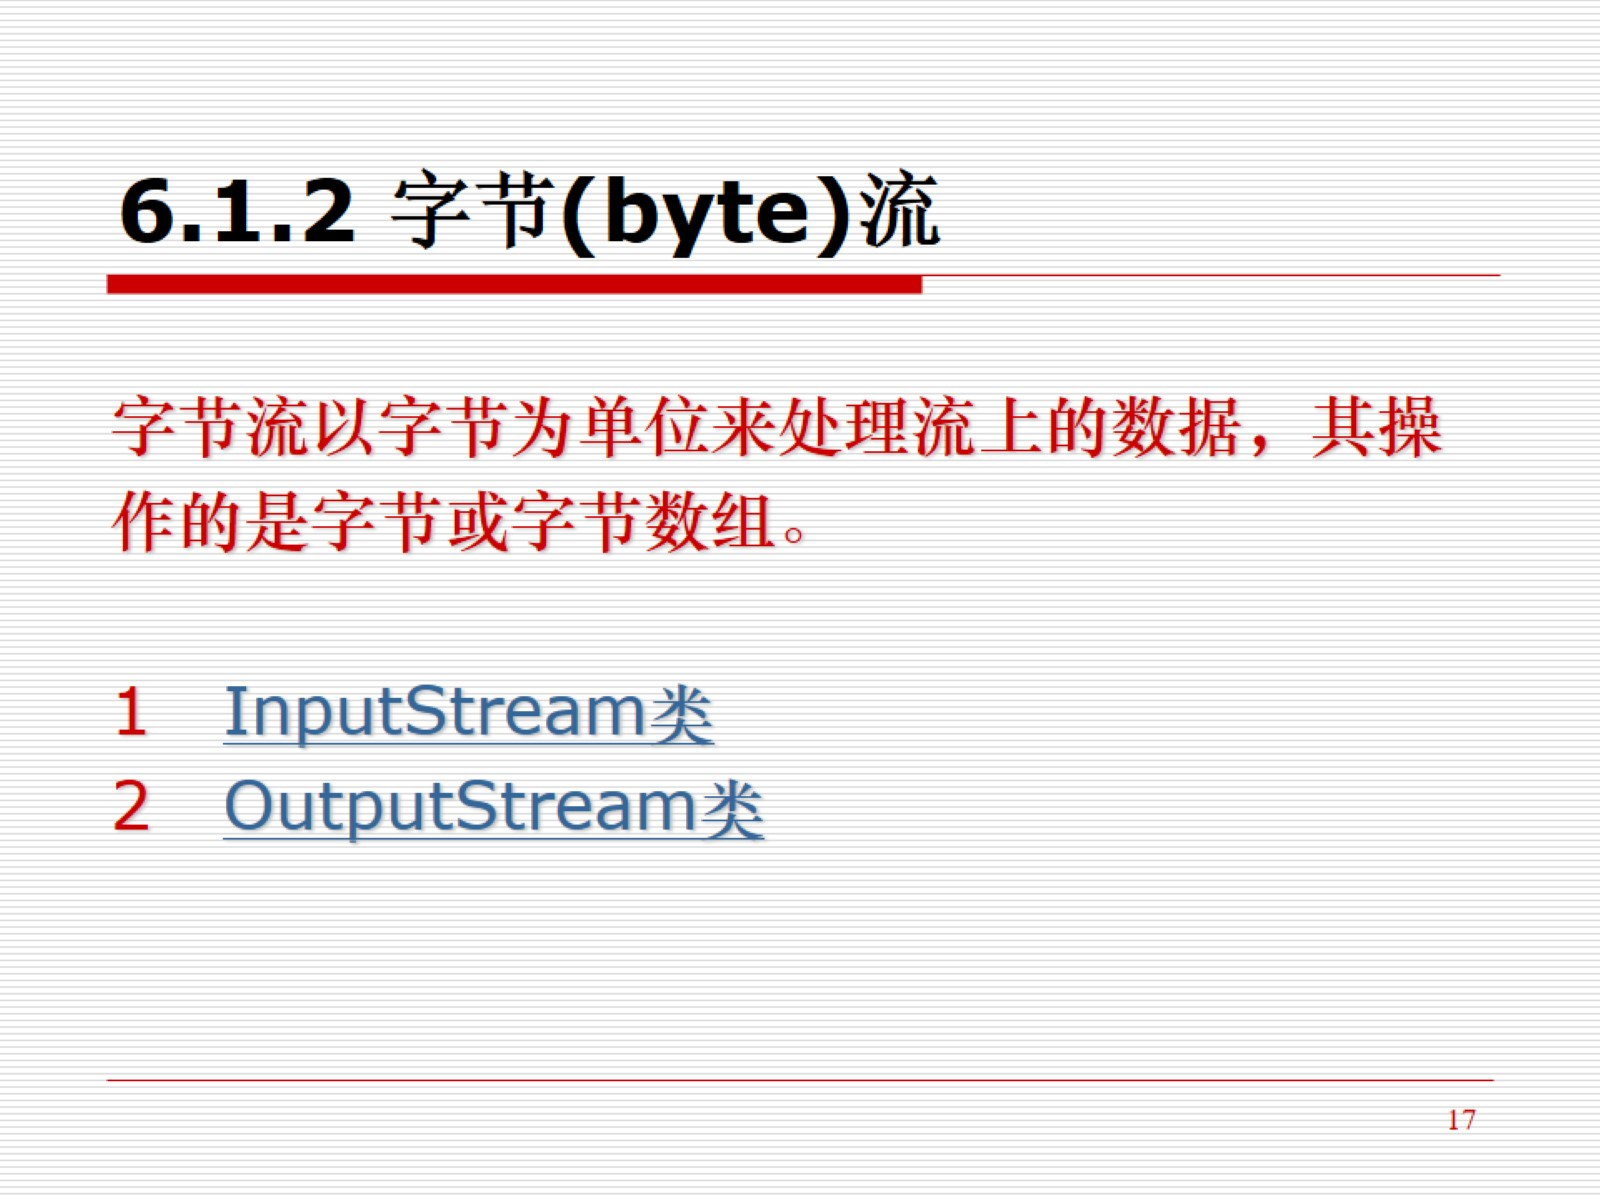 6.1.2 字节(byte)流
字节流以字节为单位来处理流上的数据，其操
作的是字节或字节数组。
1 InputStream类
2 OutputStream类
17